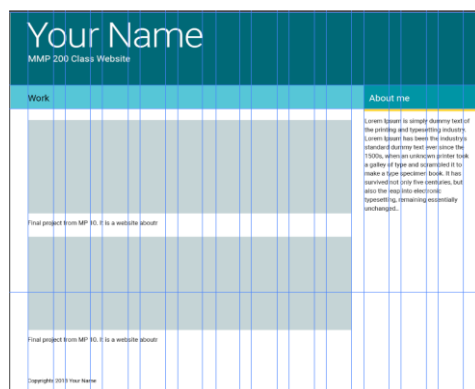 Your Name
MMP 200 Class Website
Work
About me
Lorem Ipsum is simply dummy text of
the printing and typesetting industry.
Lorem Ipsum has been the industry's
standard dummy text ever since the
1500s, when an unknown printer took
a galley of type and scrambled it to
make a type specimen book. It has
survived not only five centuries, but
also the leap into electronic
typesetting, remaining essentially
unchanged..
Final project from MP 10. It is a website aboutr
Final project from MP 10. It is a website aboutr
Copyrights 2013 Your Name